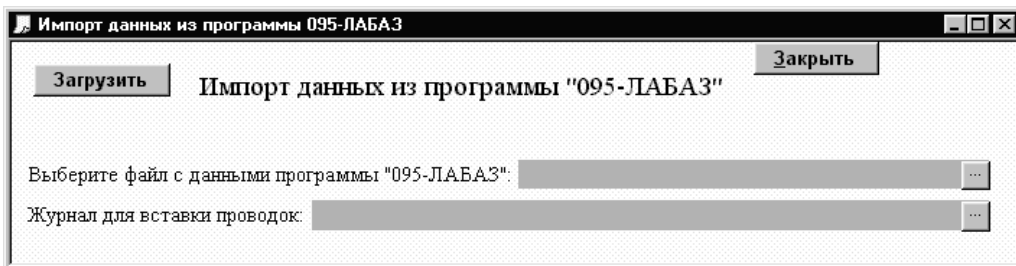 Импорт данных из программы 095-ЛАБАЗ
Закрыть
Загрузить
Импорт данных из программы "095-ЛАБАЗ"
Выберите файл с данными программы "095-ЛАБАЗ": ...
Журнал для вставки проводок: ...